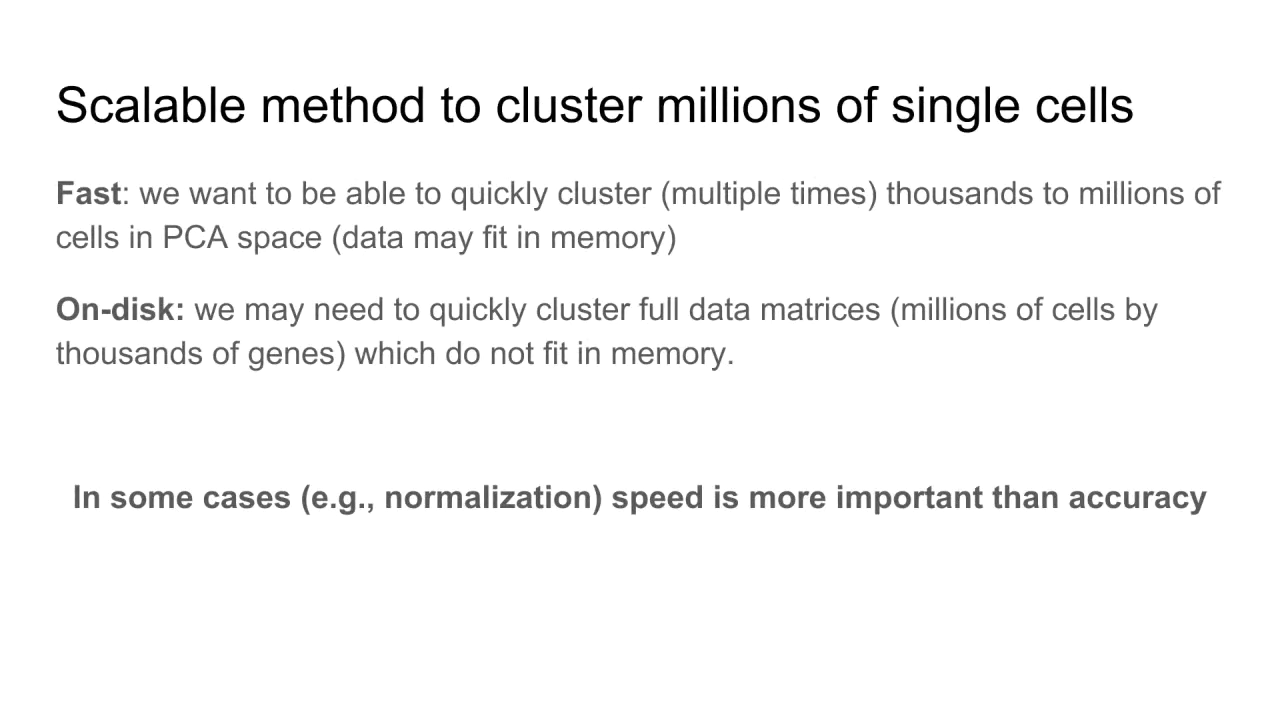 Scalable method to cluster millions of single cells
Fast: we want to be able to quickly cluster (multiple times) thousands to millions of
cells in PCA space (data may fit in memory)
On-disk: we may need to quickly cluster full data matrices (millions of cells by
thousands of genes) which do not fit in memory.
In some cases (e.g., normalization) speed is more important than accuracy